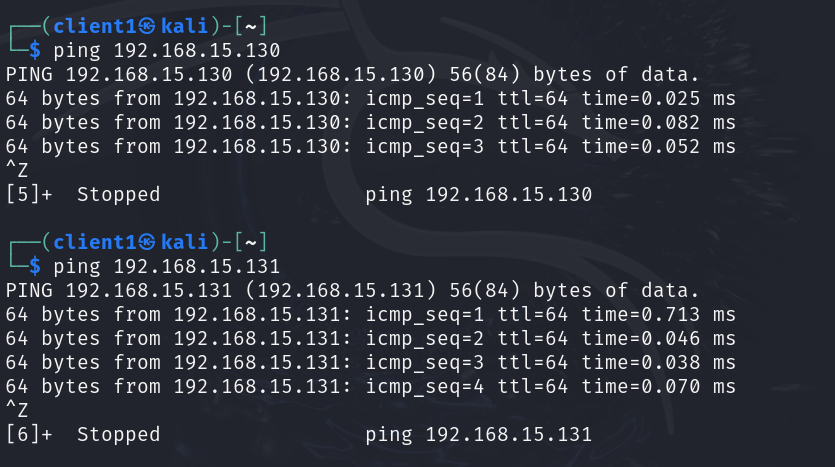 ┌──(client1㉿kali)-[~]
└─$ ping 192.168.15.130
PING 192.168.15.130 (192.168.15.130) 56(84) bytes of data.
64 bytes from 192.168.15.130: icmp_seq=1 ttl=64 time=0.025 ms
64 bytes from 192.168.15.130: icmp_seq=2 ttl=64 time=0.082 ms
64 bytes from 192.168.15.130: icmp_seq=3 ttl=64 time=0.052 ms
^Z
[5]+  Stopped                 ping 192.168.15.130

┌──(client1㉿kali)-[~]
└─$ ping 192.168.15.131
PING 192.168.15.131 (192.168.15.131) 56(84) bytes of data.
64 bytes from 192.168.15.131: icmp_seq=1 ttl=64 time=0.713 ms
64 bytes from 192.168.15.131: icmp_seq=2 ttl=64 time=0.046 ms
64 bytes from 192.168.15.131: icmp_seq=3 ttl=64 time=0.038 ms
64 bytes from 192.168.15.131: icmp_seq=4 ttl=64 time=0.070 ms
^Z
[6]+  Stopped                 ping 192.168.15.131